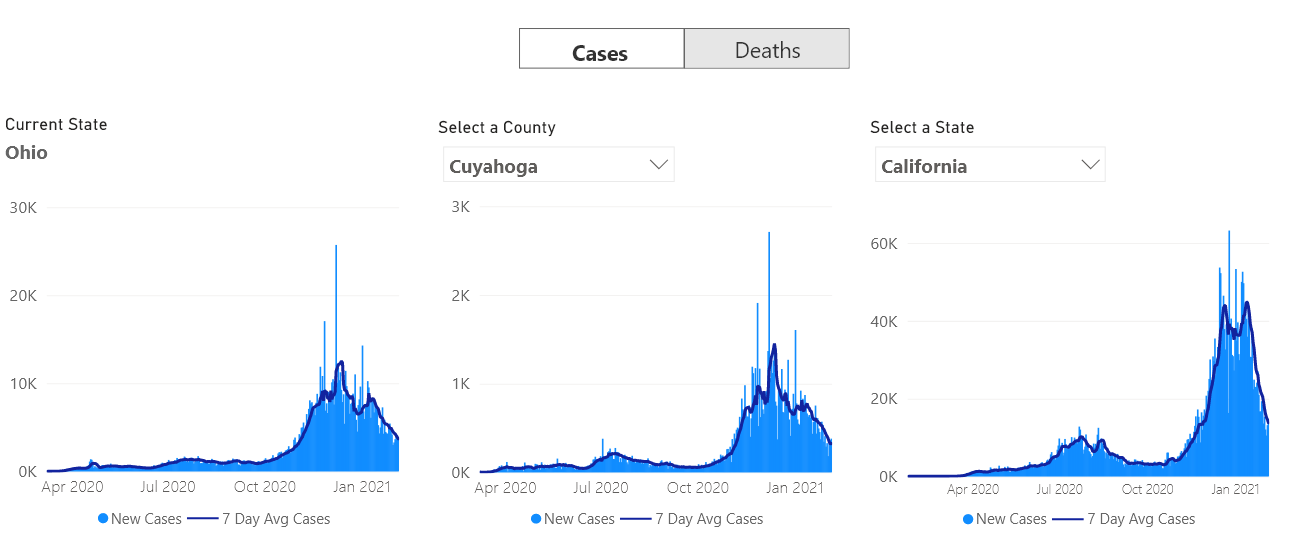 Cases Deaths
Current State
Ohio
30K
20K
10K
0K
Apr 2020 Jul 2020 Oct 2020 Jan 2021
New Cases 7 Day Avg Cases
Select a County
Cuyahoga
3K
2K
1K
0K
Apr 2020 Jul 2020 Oct 2020 Jan 2021
New Cases 7 Day Avg Cases
Select a State
California
60K
40K
20K
0K
Apr 2020 Jul 2020 Oct 2020 Jan 2021
New Cases 7 Day Avg Cases